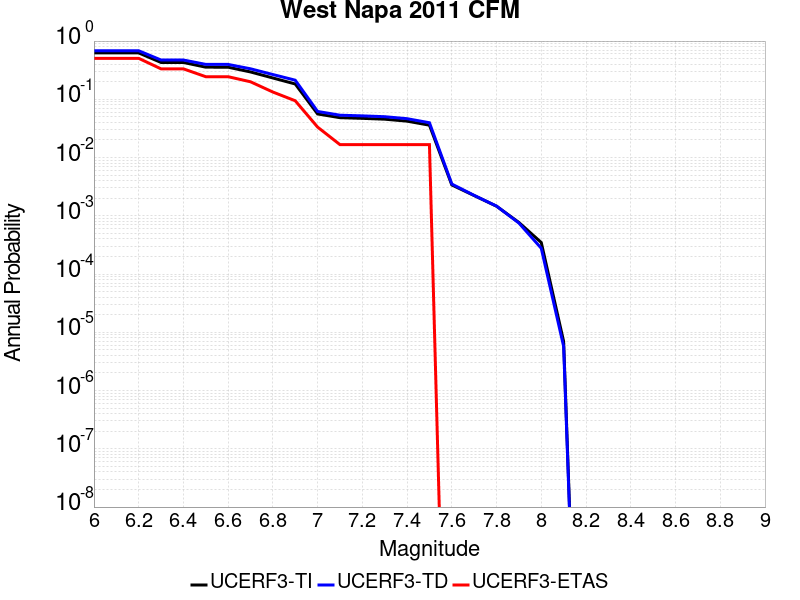 West Napa 2011 CFM
10^0
10^-1
10^-2
10^-3
10^-4
10^-5
10^-6
10^-7
10^-8
Annual Probability
6 6.2 6.4 6.6 6.8 7 7.2 7.4 7.6 7.8 8 8.2 8.4 8.6 8.8 9
Magnitude
UCERF3-TI UCERF3-TD UCERF3-ETAS